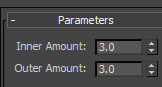 - Parameters
Inner Amount: 3.0
Outer Amount: 3.0